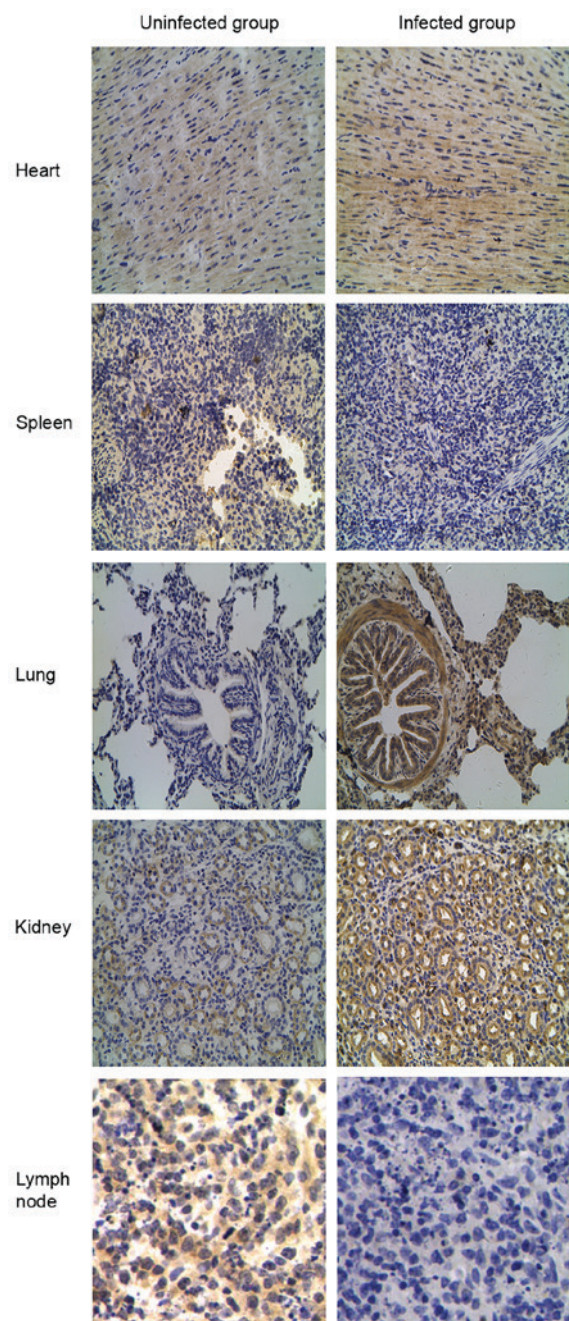 Uninfected group Infected group
Heart
Spleen
Lung
Kidney
Lymph
node